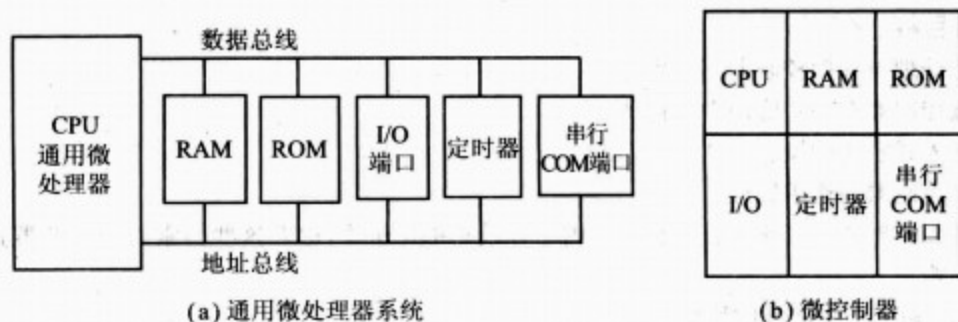 数据总线
CPU
通用微
处理器
RAM
ROM
I/O
端口
定时器
串行
COM端口
地址总线
(a) 通用微处理器系统
CPU
RAM
ROM
I/O
定时器
串行
COM
端口
(b) 微控制器